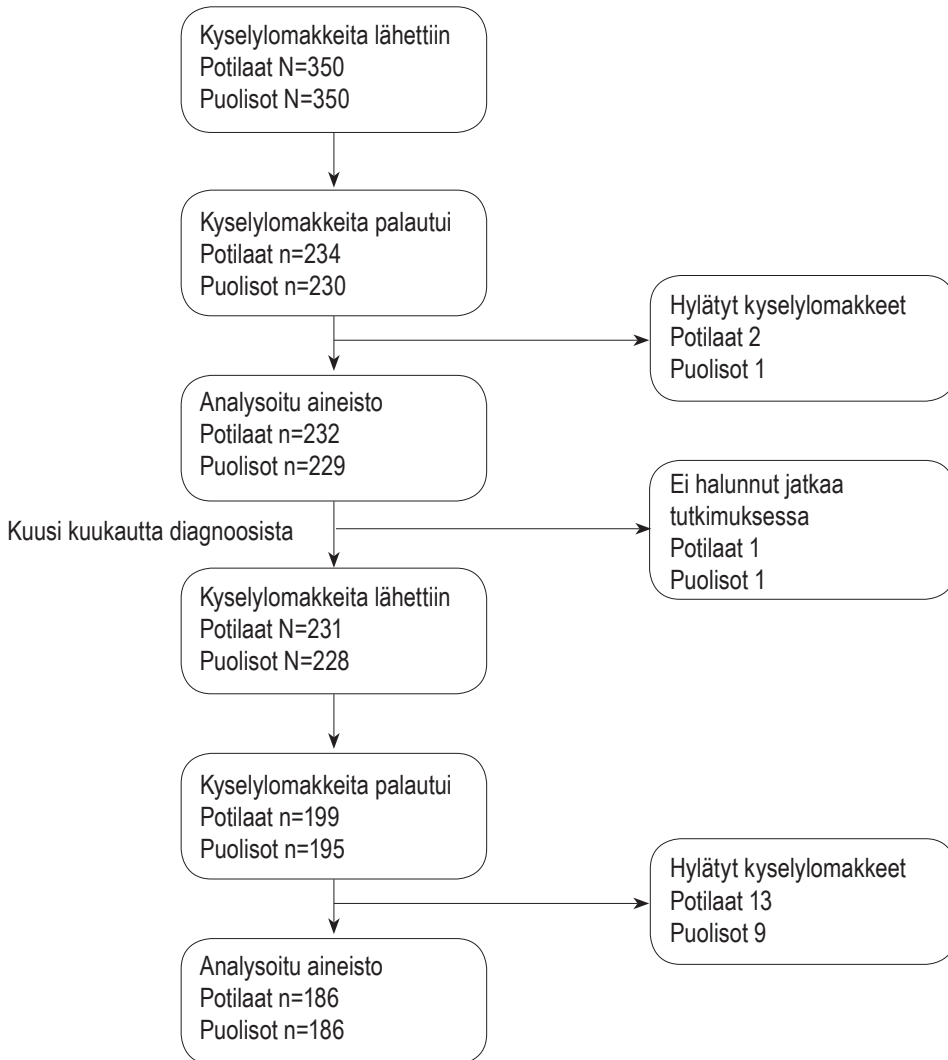 Kyselylomakkeita lähettiin
Potilaat N=350
Puolisot N=350
Kyselylomakkeita palautui
Potilaat n=234
Puolisot n=230
Hylätyt kyselylomakkeet
Potilaat 2
Puolisot 1
Analysoitu aineisto
Potilaat n=232
Puolisot n=229
Kuusi kuukautta diagnoosista
Ei halunnut jatkaa
tutkimuksessa
Potilaat 1
Puolisot 1
Kyselylomakkeita lähettiin
Potilaat N=231
Puolisot N=228
Kyselylomakkeita palautui
Potilaat n=199
Puolisot n=195
Hylätyt kyselylomakkeet
Potilaat 13
Puolisot 9
Analysoitu aineisto
Potilaat n=186
Puolisot n=186